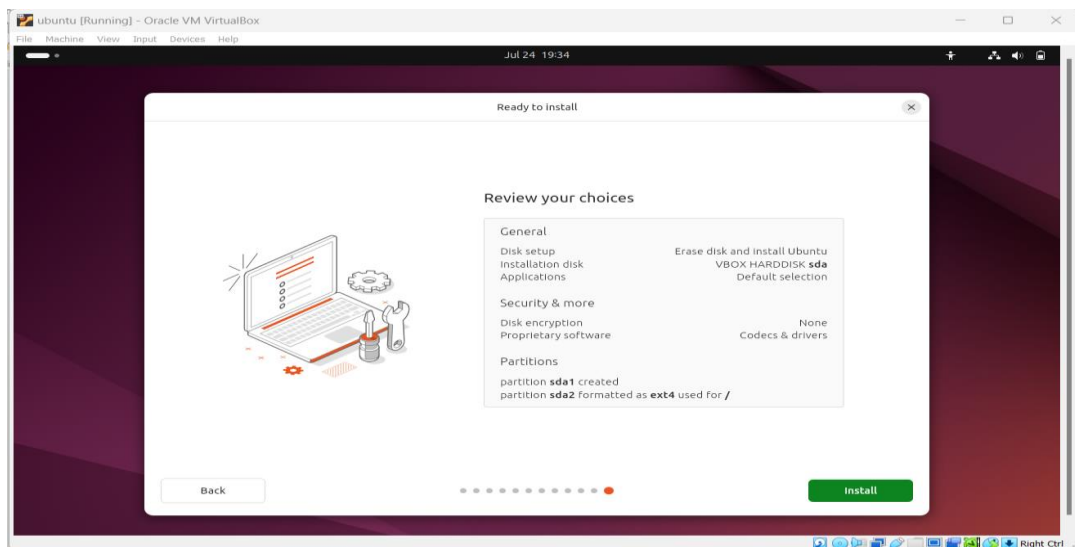 ubuntu [Running] - Oracle VM VirtualBox
File Machine View Input Devices Help
Jul 24 19:34
Ready to install
Review your choices
General
Disk setup Erase disk and install Ubuntu
Installation disk VBOX HARDDISK sda
Applications Default selection
Security & more
Disk encryption None
Proprietary software Codecs & drivers
Partitions
partition sda1 created
partition sda2 formatted as ext4 used for /
Back Install
Right Ctrl